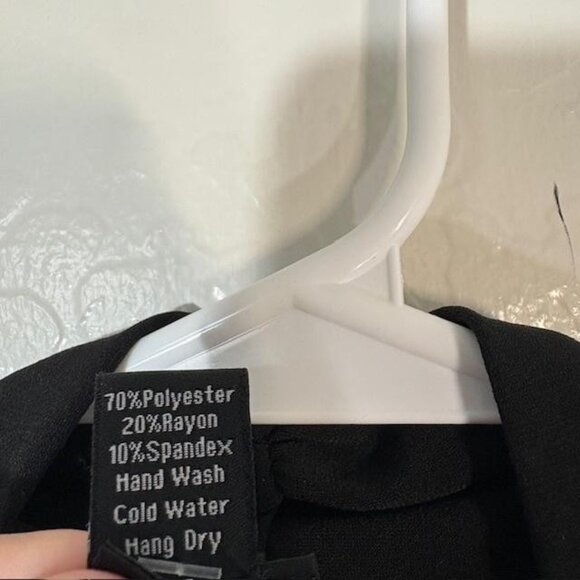 70%Polyester
20%Rayon
10%Spandex
Hand Wash
Cold Water
Hang Dry